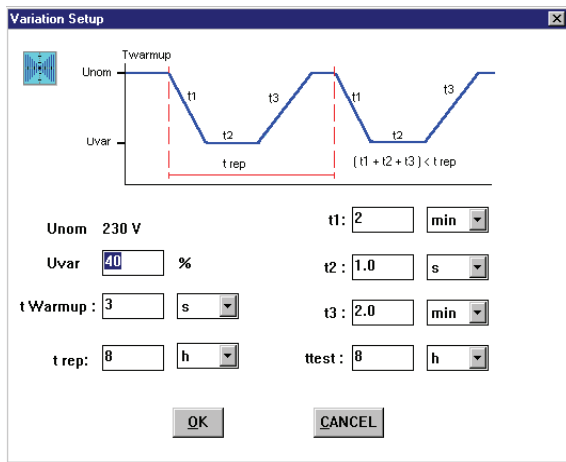 Variation Setup
Twarmup
Unom
t1
t3
t1
t3
Uvar
t2
t2
t rep
( t1 + t2 + t3 ) < t rep
Unom 230 V
Uvar 40 %
t Warmup : 3 s
t rep: 8 h
t1: 2 min
t2 : 1.0 s
t3 : 2.0 min
ttest : 8 h
OK
CANCEL